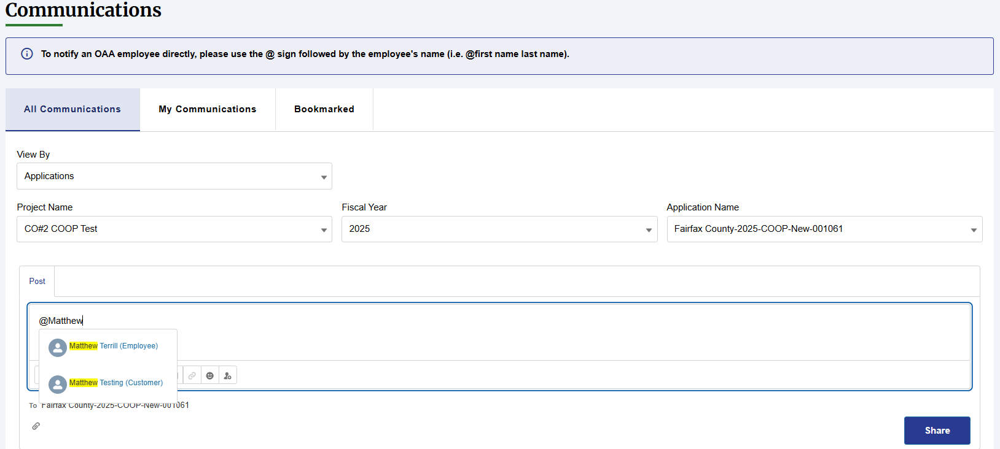 Communications
To notify an OAA employee directly, please use the @ sign followed by the employee's name (i.e. @first name last name).
All Communications
My Communications
Bookmarked
View By
Applications
Project Name
Fiscal Year
Application Name
CO#2 COOP Test
2025
Fairfax County-2025-COOP-New-001061
Post
@Matthew
Matthew Terrill (Employee)
Matthew Testing (Customer)
To Fairfax County-2025-COOP-New-001061
Share